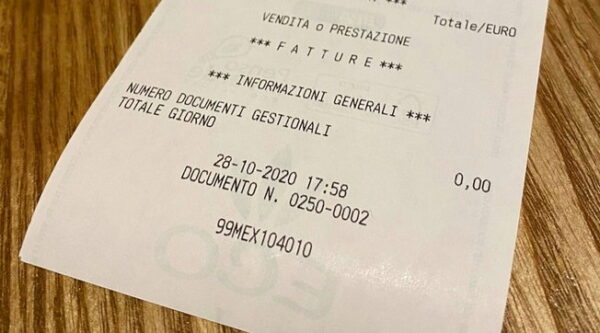 ***
Totale/EURO
VENDITA o PRESTAZIONE
*** F A T T U R E ***
*** INFORMAZIONI GENERALI ***
NUMERO DOCUMENTI GESTIONALI
TOTALE GIORNO 0,00
28-10-2020 17:58
DOCUMENTO N. 0250-0002
99MEX104010
ECO